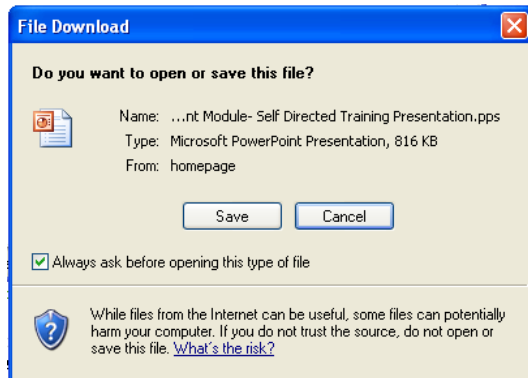 File Download
Do you want to open or save this file?
Name: ...nt Module- Self Directed Training Presentation.pps
Type: Microsoft PowerPoint Presentation, 816 KB
From: homepage
Save Cancel
Always ask before opening this type of file
While files from the Internet can be useful, some files can potentially
harm your computer. If you do not trust the source, do not open or
save this file. What's the risk?